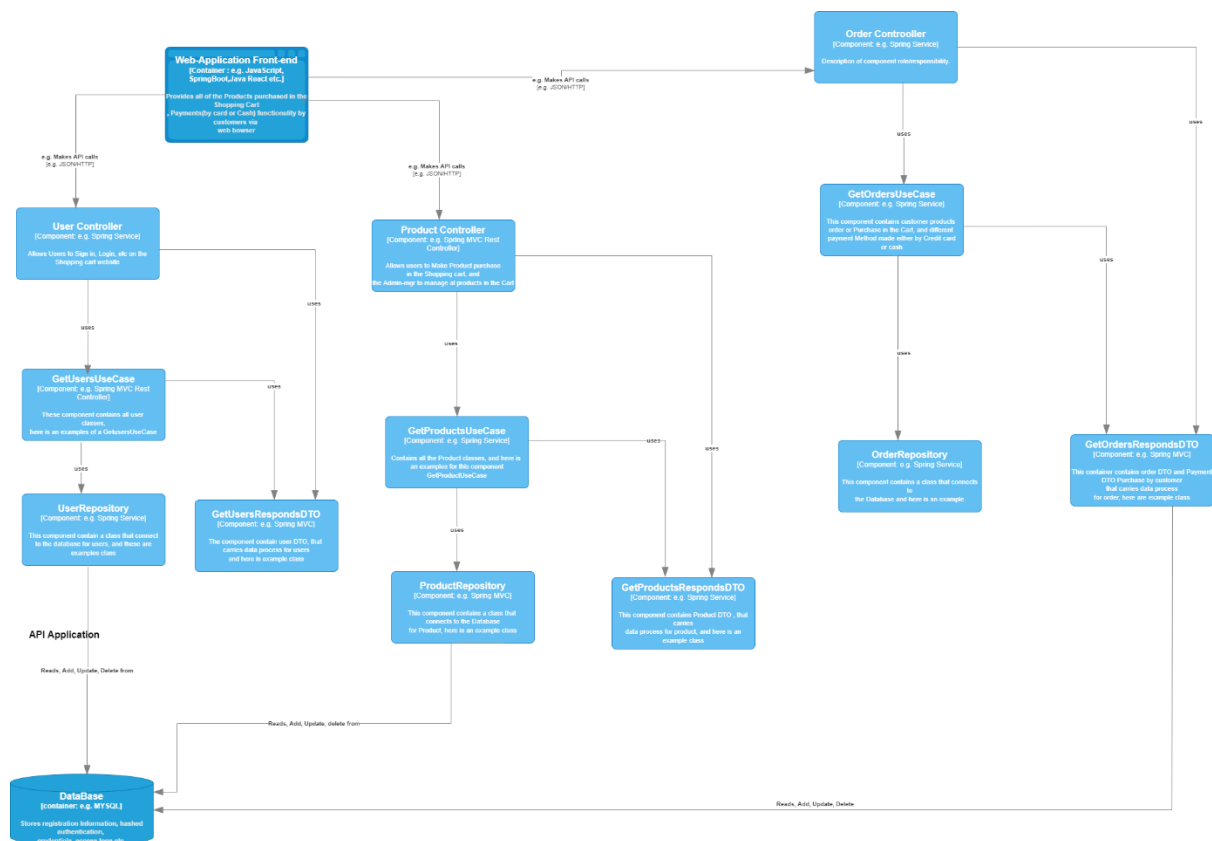 Web-Application Front-end
[Container : e.g. JavaScript,
SpringBoot,Java React etc.]
Provides all of the Products purchased in the
Shopping Cart
, Payments(by card or Cash) functionality by
customers via
web bowser
Order Controoller
[Component: e.g. Spring Service]
Description of component role/responsibility.
e.g. Makes API calls
[e.g. JSON/HTTP]
e.g. Makes API calls
[e.g. JSON/HTTP]
e.g. Makes API calls
[e.g. JSON/HTTP]
uses
uses
User Controller
[Component: e.g. Spring Service]
Allows Users to Sign in, Login, etc on the
Shopping cart website
Product Controller
[Component: e.g. Spring MVC Rest
Controller]
Allows users to Make Product purchase
in the Shopping cart, and
the Admin-mgr to manage al products in the Cart
GetOrdersUseCase
[Component: e.g. Spring Service]
This component contains customer products
order or Purchase in the Cart, and different
payment Method made either by Credit card
or cash
uses
uses
uses
uses
uses
uses
GetUsersUseCase
[Component: e.g. Spring MVC Rest
Controller]
These component contains all user
classes,
here is an examples of a GetusersUseCase
uses
GetProductsUseCase
[Component: e.g. Spring Service]
Contains all the Product classes, and here is
an examples for this component
GetProductUseCase
uses
OrderRepository
[Component: e.g. Spring Service]
This component contains a class that connects
to
the Database and here is an example
GetOrdersRespondsDTO
[Component: e.g. Spring MVC]
This container contains order DTO and Payment
DTO Purchase by customer
that carries data process
for order, here are example class
uses
UserRepository
[Component: e.g. Spring Service]
This component contain a class that connect
to the database for users, and these are
examples class
GetUsersRespondsDTO
[Component: e.g. Spring MVC]
The component contain user DTO, that
carries data process for users
and here is example class
uses
ProductRepository
[Component: e.g. Spring MVC]
This component contains a class that
connects to the Database
for Product, here is an example class
GetProductsRespondsDTO
[Component: e.g. Spring Service]
This component contains Product DTO , that
carries
data process for product, and here is an
example class
API Application
Reads, Add, Update, Delete from
Reads, Add, Update, delete from
Reads, Add, Update, Delete
DataBase
[container: e.g. MYSQL]
Stores registration Information, hashed
authentication,